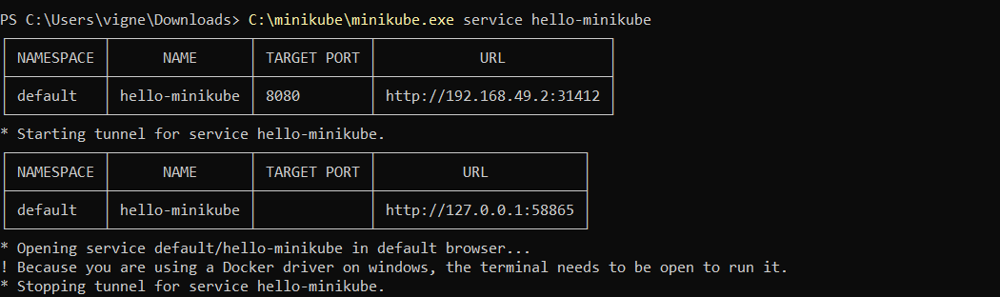 PS C:\Users\vigne\Downloads> C:\minikube\minikube.exe service hello-minikube
NAMESPACE NAME TARGET PORT URL
default hello-minikube 8080 http://192.168.49.2:31412
* Starting tunnel for service hello-minikube.
NAMESPACE NAME TARGET PORT URL
default hello-minikube http://127.0.0.1:58865
* Opening service default/hello-minikube in default browser...
! Because you are using a Docker driver on windows, the terminal needs to be open to run it.
* Stopping tunnel for service hello-minikube.